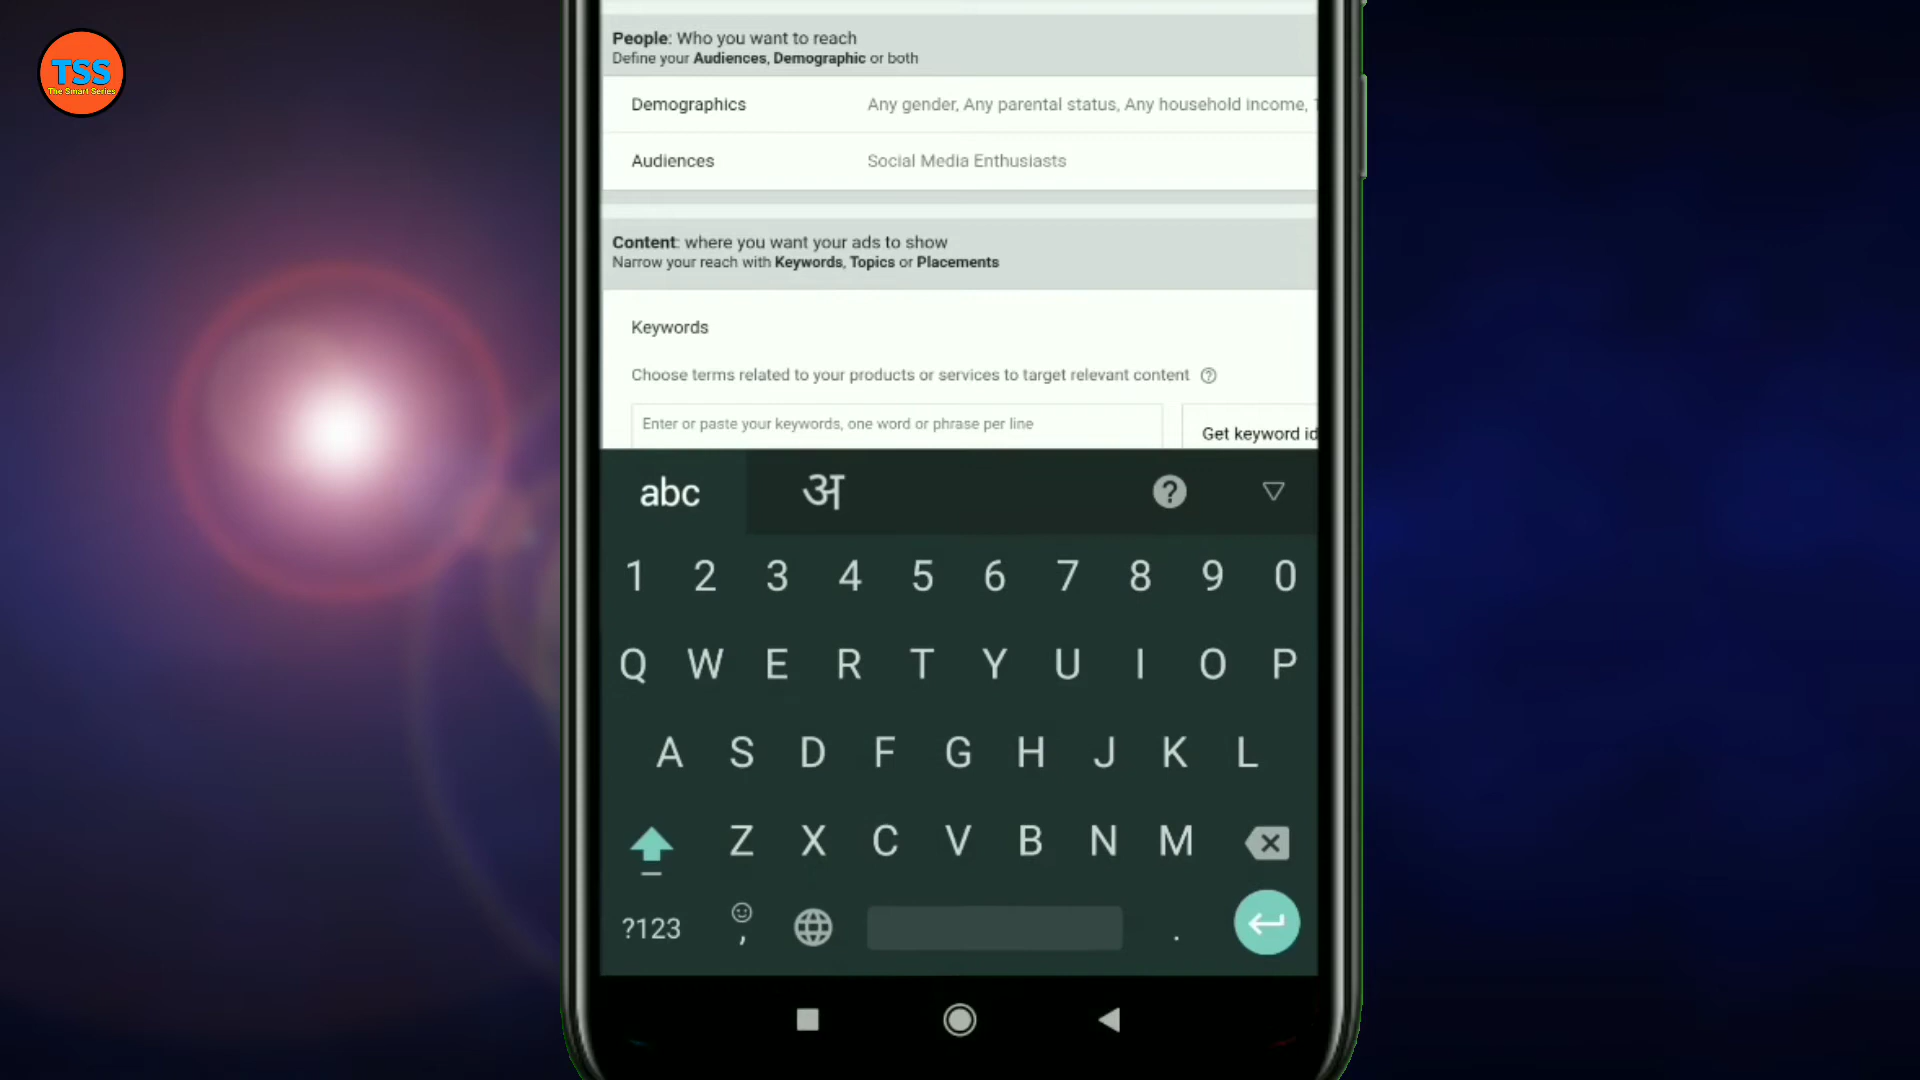 TSS
The Smart Series
People: Who you want to reach
Define your Audiences, Demographic or both
Demographics Any gender, Any parental status, Any household income,
Audiences Social Media Enthusiasts
Content: where you want your ads to show
Narrow your reach with Keywords, Topics or Placements
Keywords
Choose terms related to your products or services to target relevant content ?
Enter or paste your keywords, one word or phrase per line
Get keyword id
abc अ ?
1 2 3 4 5 6 7 8 9 0
Q W E R T Y U I O P
A S D F G H J K L
Z X C V B N M
?123 , .